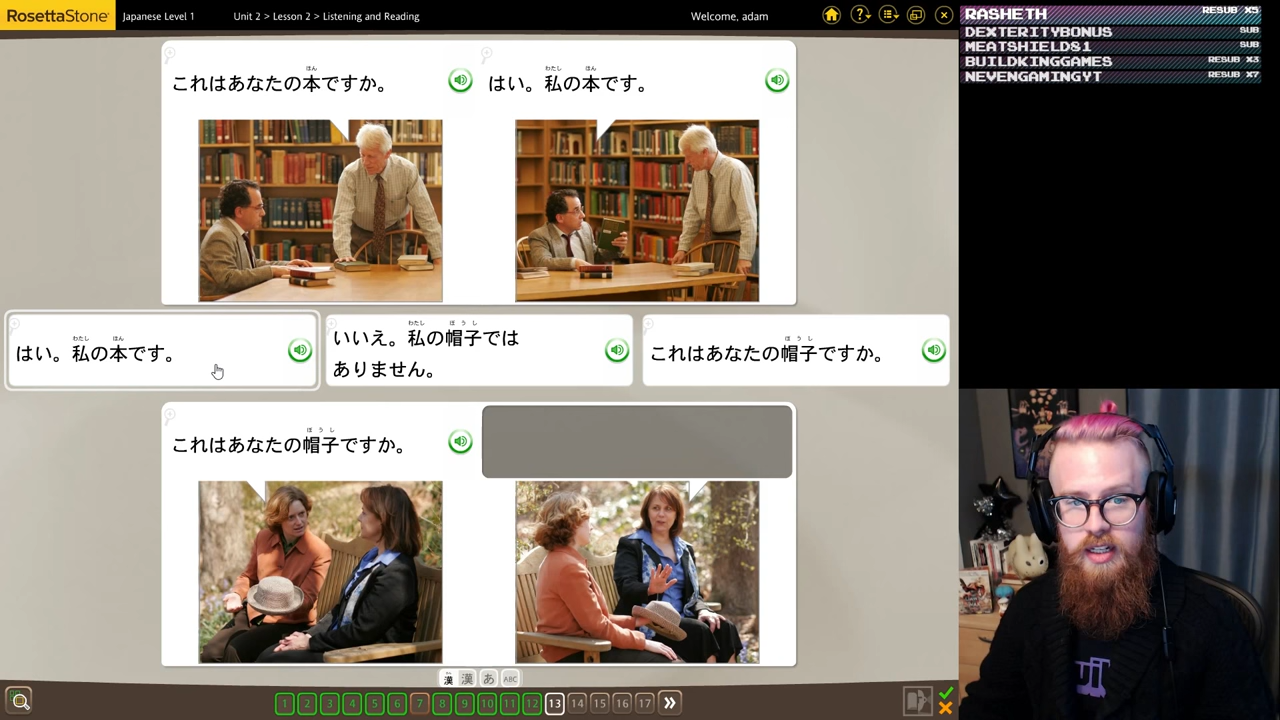 RosettaStone
Japanese Level 1
Unit 2 > Lesson 2 > Listening and Reading
Welcome, adam
RASHETH RESUB X5
DEXTERITYBONUS SUB
MEATSHIELD81 SUB
BUILDKINGGAMES RESUB X3
NEVENGAMINGYT RESUB X7
ほん
これはあなたの本ですか。
わたし ほん
はい。私の本です。
わたし ほん
はい。私の本です。
わたし ぼうし
いいえ。私の帽子では
ありません。
ぼうし
これはあなたの帽子ですか。
ぼうし
これはあなたの帽子ですか。
漢 漢 あ ABC
1 2 3 4 5 6 7 8 9 10 11 12 13 14 15 16 17